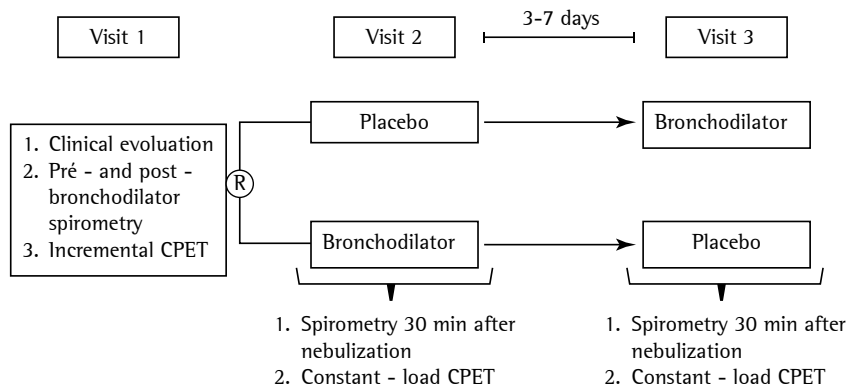 Visit 1
Visit 2
3-7 days
Visit 3
Placebo
Bronchodilator
1. Clinical evoluation
2. Pré - and post -
bronchodilator
spirometry
3. Incremental CPET
R
Bronchodilator
Placebo
1. Spirometry 30 min after
nebulization
2. Constant - load CPET
1. Spirometry 30 min after
nebulization
2. Constant - load CPET